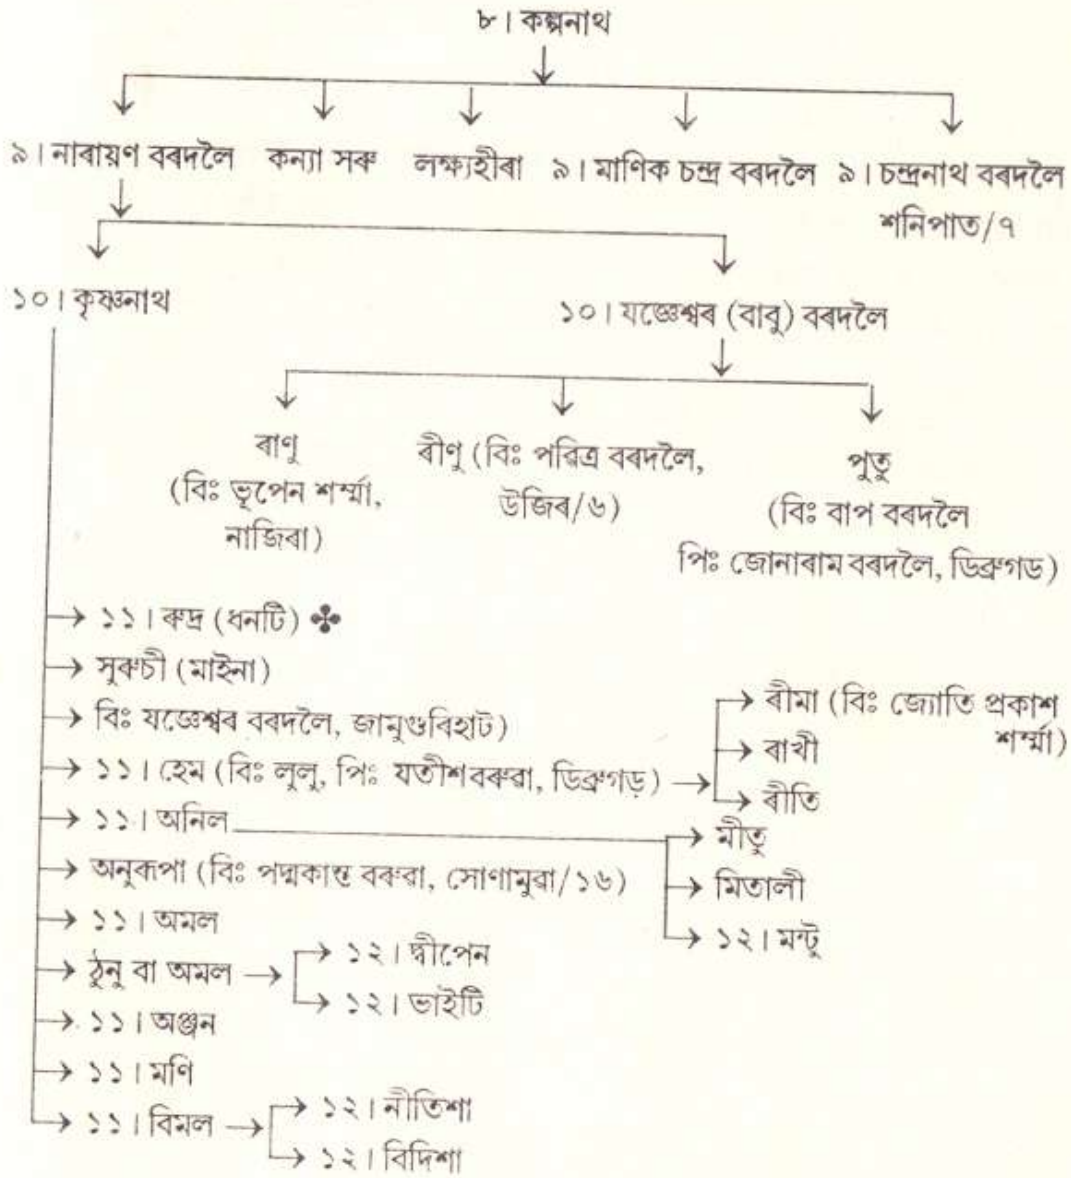 ৮। কল্পনাথ
৯। নাৰায়ণ বৰদলৈ কন্যা সৰু লক্ষ্যহীৰা ৯। মাণিক চন্দ্ৰ বৰদলৈ ৯। চন্দ্ৰনাথ বৰদলৈ
শনিপাত/৭
১০। কৃষ্ণনাথ
১০। যজ্ঞেশ্বৰ (বাবু) বৰদলৈ
ৰাণু
(বিঃ ভূপেন শৰ্ম্মা,
নাজিৰা)
ৰীণু (বিঃ পৱিত্ৰ বৰদলৈ,
উজিৰ/৬)
পুতু
(বিঃ বাপ বৰদলৈ
পিঃ জোনাৰাম বৰদলৈ, ডিব্ৰুগড)
→ ১১। ৰুদ্ৰ (ধনটি) ✤
→ সুৰুচী (মাইনা)
→ বিঃ যজ্ঞেশ্বৰ বৰদলৈ, জামুগুৰিহাট)
→ ১১। হেম (বিঃ লুলু, পিঃ যতীশ বৰুৱা, ডিব্ৰুগড়) →
→ ৰীমা (বিঃ জ্যোতি প্ৰকাশ
শৰ্ম্মা)
→ ৰাখী
→ ৰীতি
→ ১১। অনিল
→ মীতু
→ মিতালী
→ ১২। মন্টু
→ অনুৰূপা (বিঃ পদ্মকান্ত বৰুৱা, সোণামুৱা/১৬)
→ ১১। অমল
→ ঠুনু বা অমল →
→ ১২। দ্বীপেন
→ ১২। ভাইটি
→ ১১। অঞ্জন
→ ১১। মণি
→ ১১। বিমল →
→ ১২। নীতিশা
→ ১২। বিদিশা